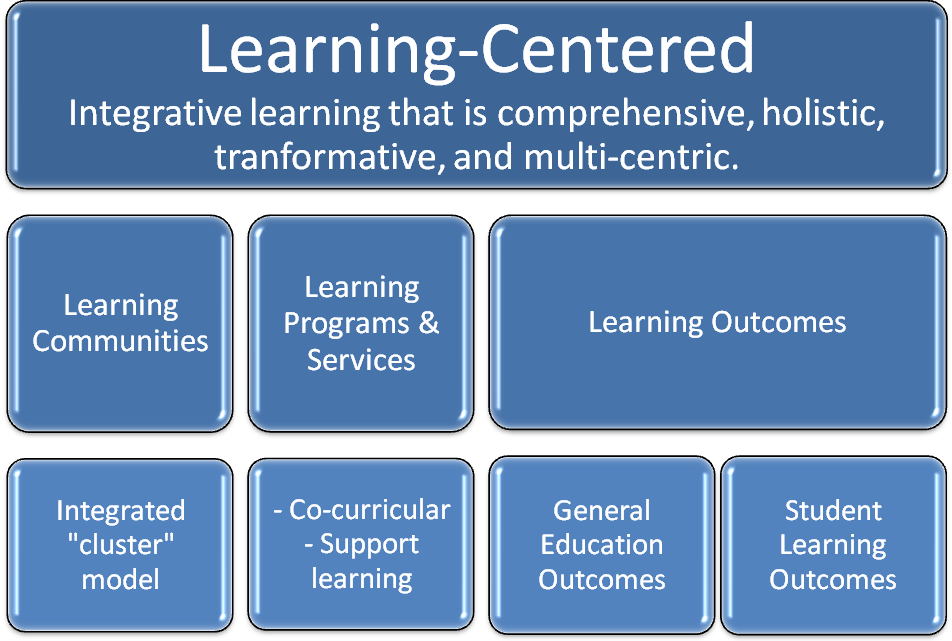 Learning-Centered
Integrative learning that is comprehensive, holistic,
tranformative, and multi-centric.
Learning
Communities
Learning
Programs &
Services
Learning Outcomes
Integrated
"cluster"
model
- Co-curricular
- Support
learning
General
Education
Outcomes
Student
Learning
Outcomes